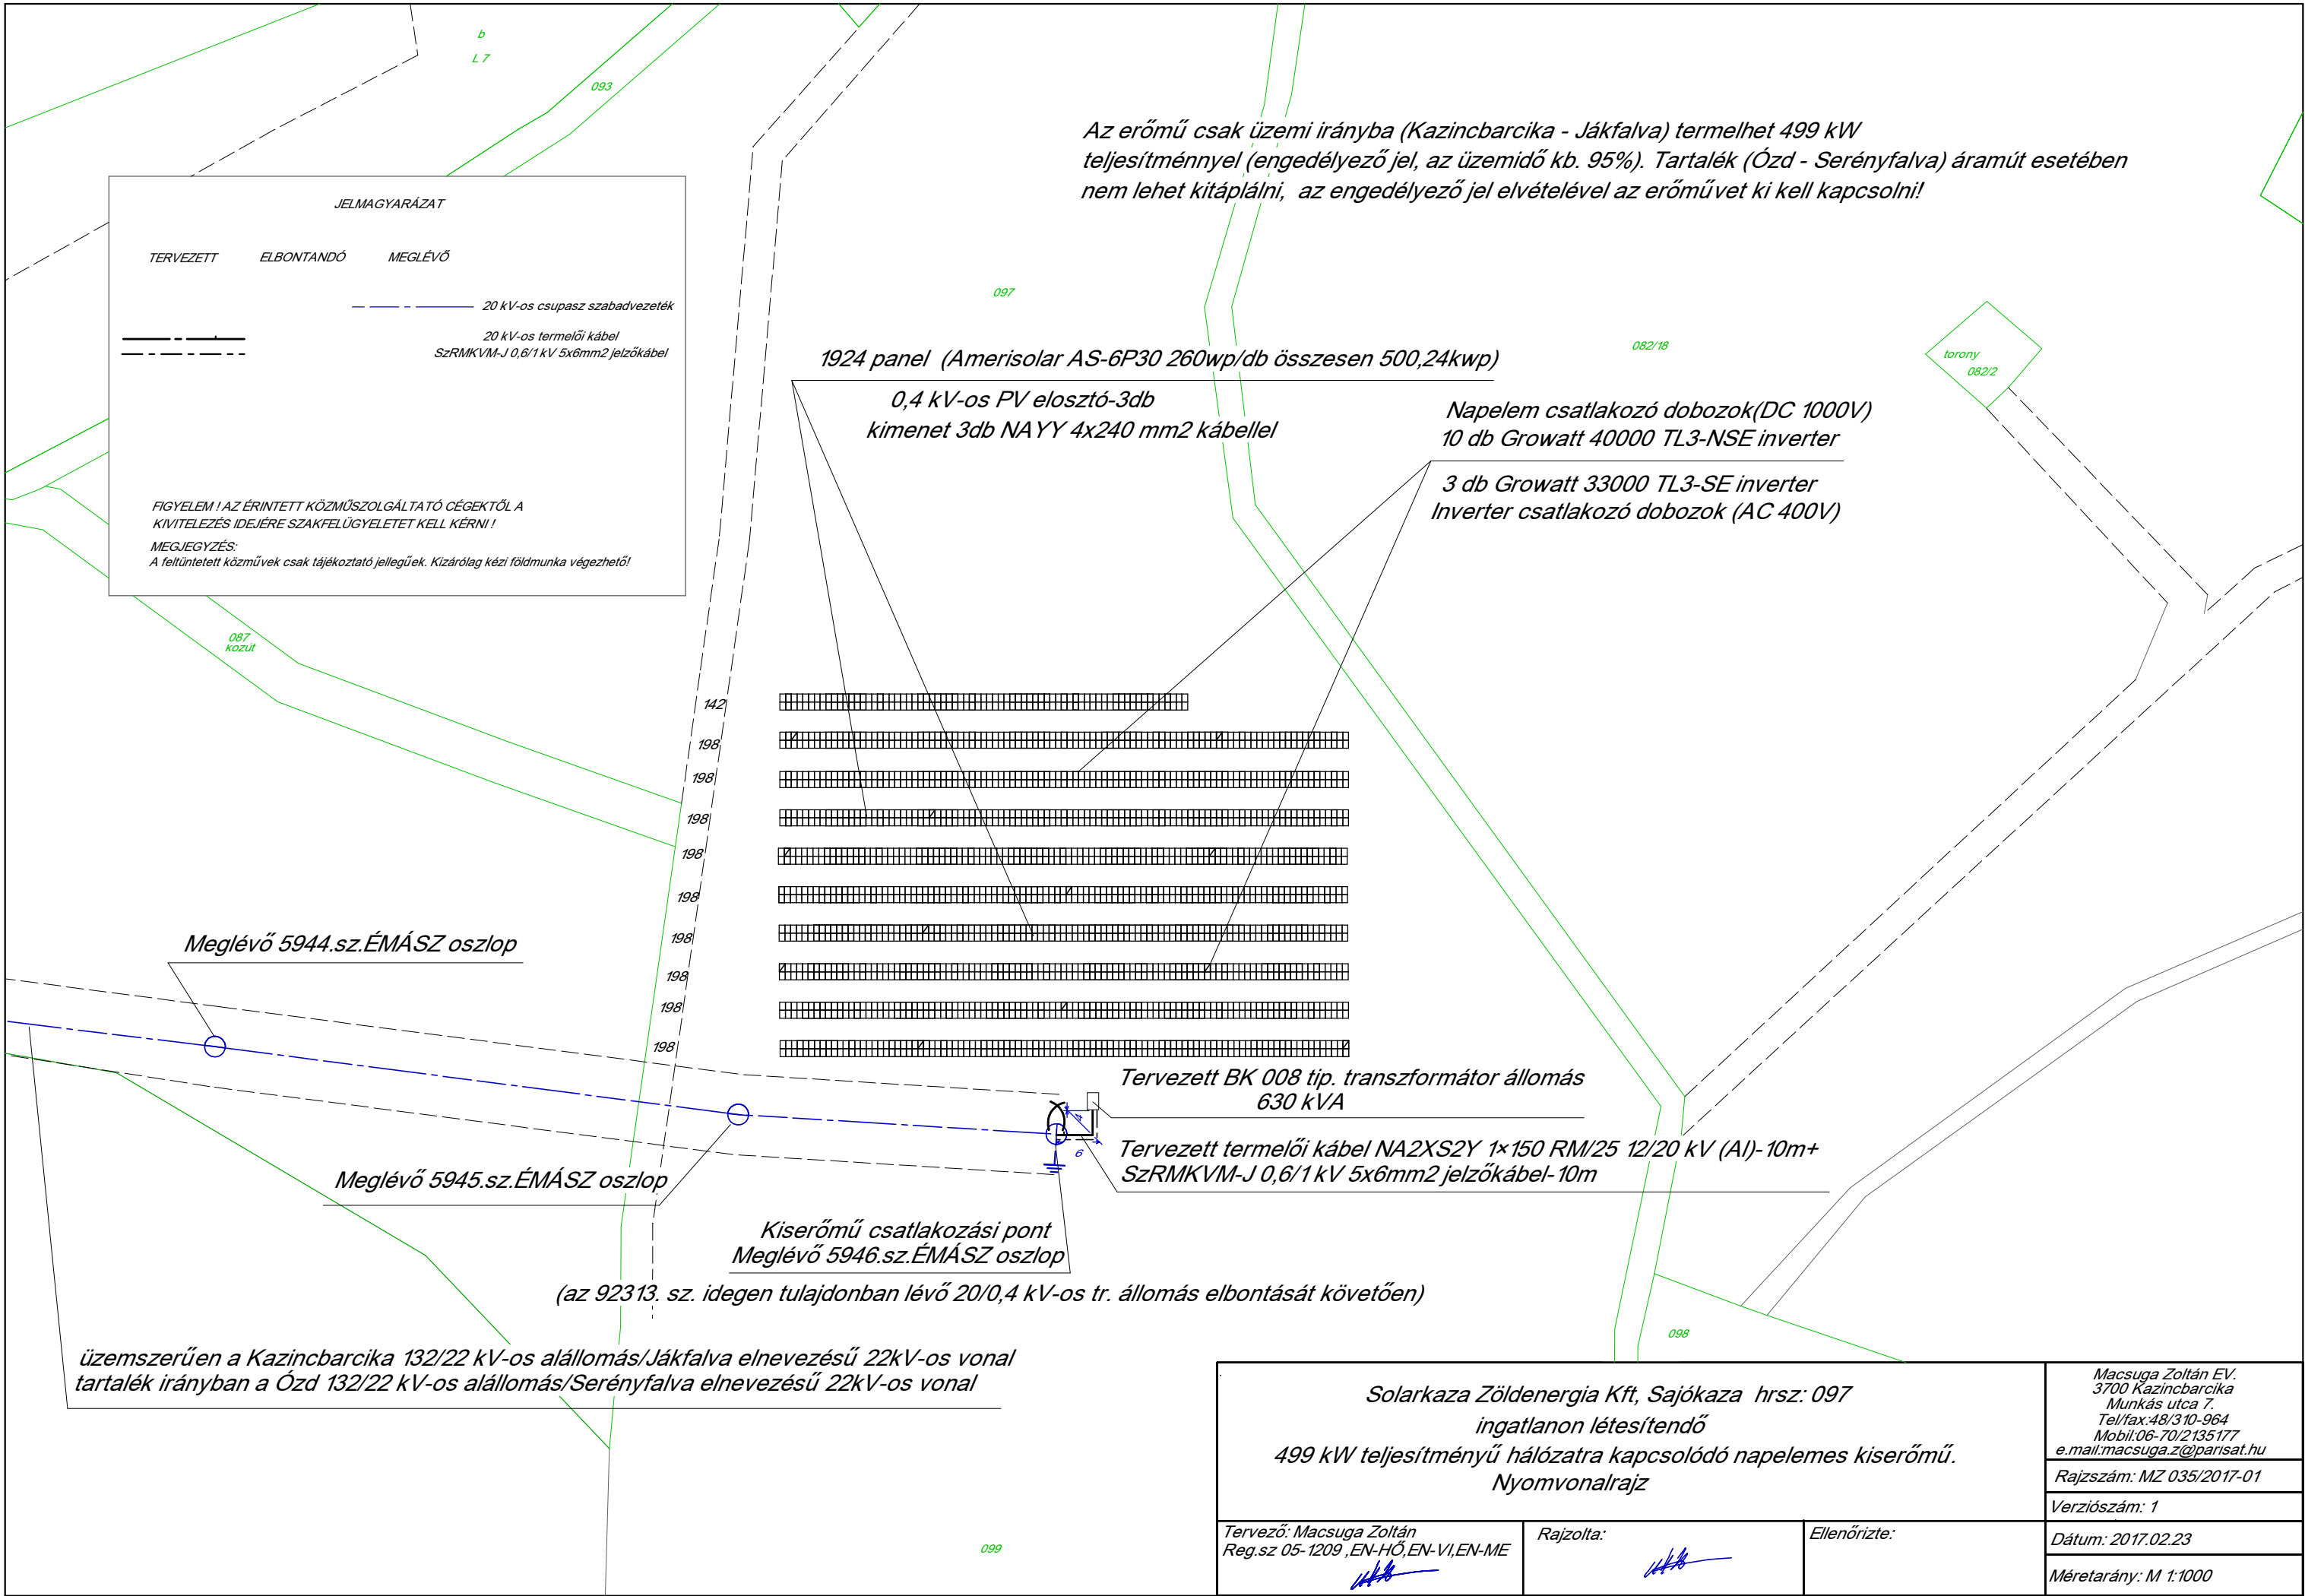 b
L 7
093
Az erőmű csak üzemi irányba (Kazincbarcika - Jákfalva) termelhet 499 kW
teljesítménnyel (engedélyező jel, az üzemidő kb. 95%). Tartalék (Ózd - Serényfalva) áramút esetében
nem lehet kitáplálni, az engedélyező jel elvételével az erőművet ki kell kapcsolni!
JELMAGYARÁZAT
TERVEZETT ELBONTANDÓ MEGLÉVŐ
20 kV-os csupasz szabadvezeték
20 kV-os termelői kábel
SzRMKVM-J 0,6/1 kV 5x6mm2 jelzőkábel
FIGYELEM ! AZ ÉRINTETT KÖZMŰSZOLGÁLTATÓ CÉGEKTŐL A
KIVITELEZÉS IDEJÉRE SZAKFELÜGYELETET KELL KÉRNI !
MEGJEGYZÉS:
A feltüntetett közművek csak tájékoztató jellegűek. Kizárólag kézi földmunka végezhető!
097
082/18
torony
082/2
1924 panel (Amerisolar AS-6P30 260wp/db összesen 500,24kwp)
0,4 kV-os PV elosztó-3db
kimenet 3db NAYY 4x240 mm2 kábellel
Napelem csatlakozó dobozok(DC 1000V)
10 db Growatt 40000 TL3-NSE inverter
3 db Growatt 33000 TL3-SE inverter
Inverter csatlakozó dobozok (AC 400V)
087
közút
142
198
198
198
198
198
198
198
198
198
Meglévő 5944.sz.ÉMÁSZ oszlop
Meglévő 5945.sz.ÉMÁSZ oszlop
Tervezett BK 008 tip. transzformátor állomás
630 kVA
4
6
Tervezett termelői kábel NA2XS2Y 1×150 RM/25 12/20 kV (Al)-10m+
SzRMKVM-J 0,6/1 kV 5x6mm2 jelzőkábel-10m
Kiserőmű csatlakozási pont
Meglévő 5946.sz.ÉMÁSZ oszlop
(az 92313. sz. idegen tulajdonban lévő 20/0,4 kV-os tr. állomás elbontását követően)
üzemszerűen a Kazincbarcika 132/22 kV-os alállomás/Jákfalva elnevezésű 22kV-os vonal
tartalék irányban a Ózd 132/22 kV-os alállomás/Serényfalva elnevezésű 22kV-os vonal
098
099
Solarkaza Zöldenergia Kft, Sajókaza hrsz: 097
ingatlanon létesítendő
499 kW teljesítményű hálózatra kapcsolódó napelemes kiserőmű.
Nyomvonalrajz
Macsuga Zoltán EV.
3700 Kazincbarcika
Munkás utca 7.
Tel/fax:48/310-964
Mobil:06-70/2135177
e.mail:macsuga.z@parisat.hu
Rajzszám: MZ 035/2017-01
Verziószám: 1
Dátum: 2017.02.23
Méretarány: M 1:1000
Tervező: Macsuga Zoltán
Reg.sz 05-1209 ,EN-HŐ,EN-VI,EN-ME
Rajzolta:
Ellenőrizte: